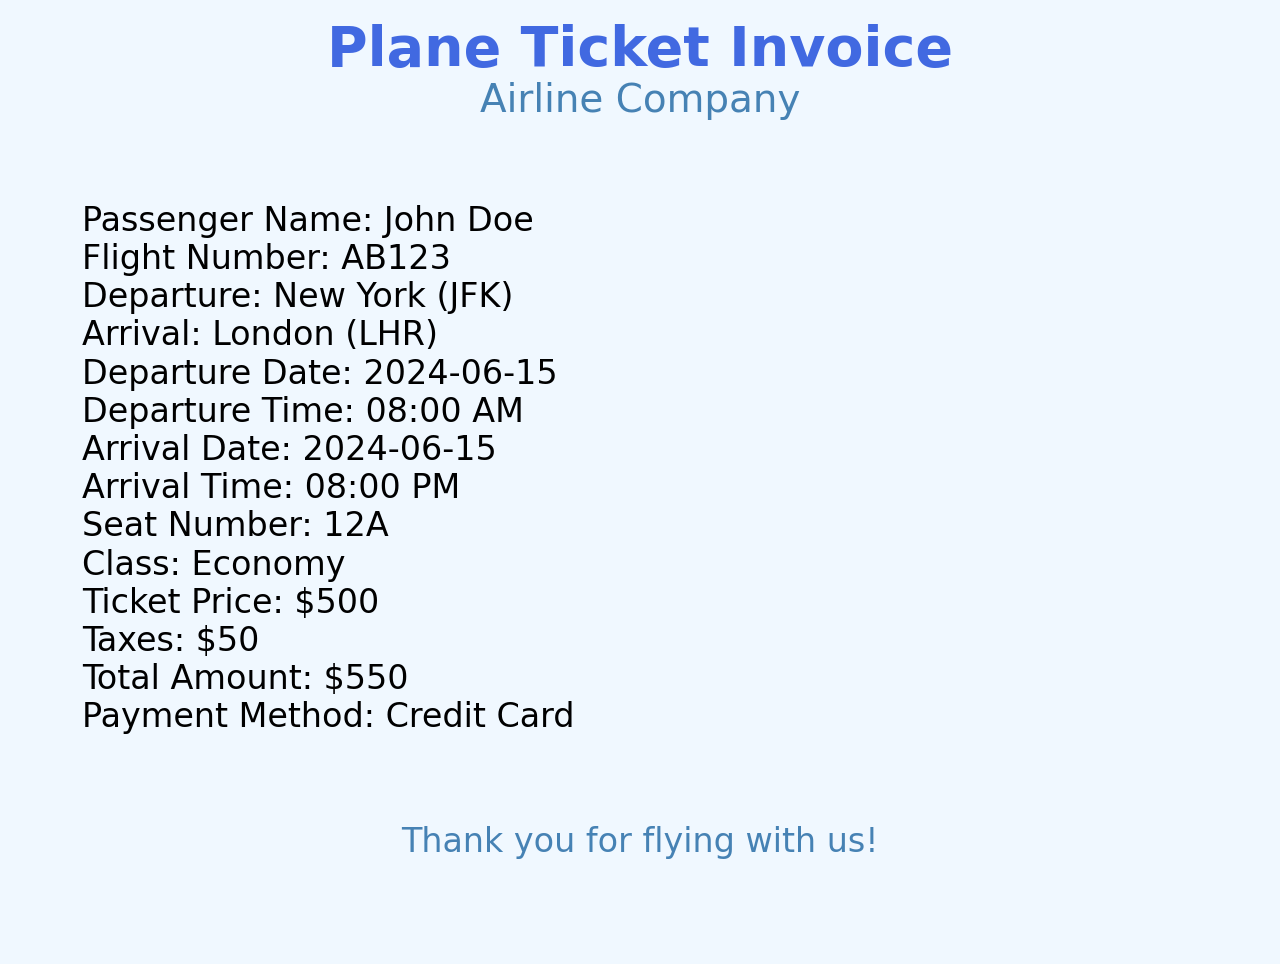 Plane Ticket Invoice
Airline Company
Passenger Name: John Doe
Flight Number: AB123
Departure: New York (JFK)
Arrival: London (LHR)
Departure Date: 2024-06-15
Departure Time: 08:00 AM
Arrival Date: 2024-06-15
Arrival Time: 08:00 PM
Seat Number: 12A
Class: Economy
Ticket Price: $500
Taxes: $50
Total Amount: $550
Payment Method: Credit Card
Thank you for flying with us!